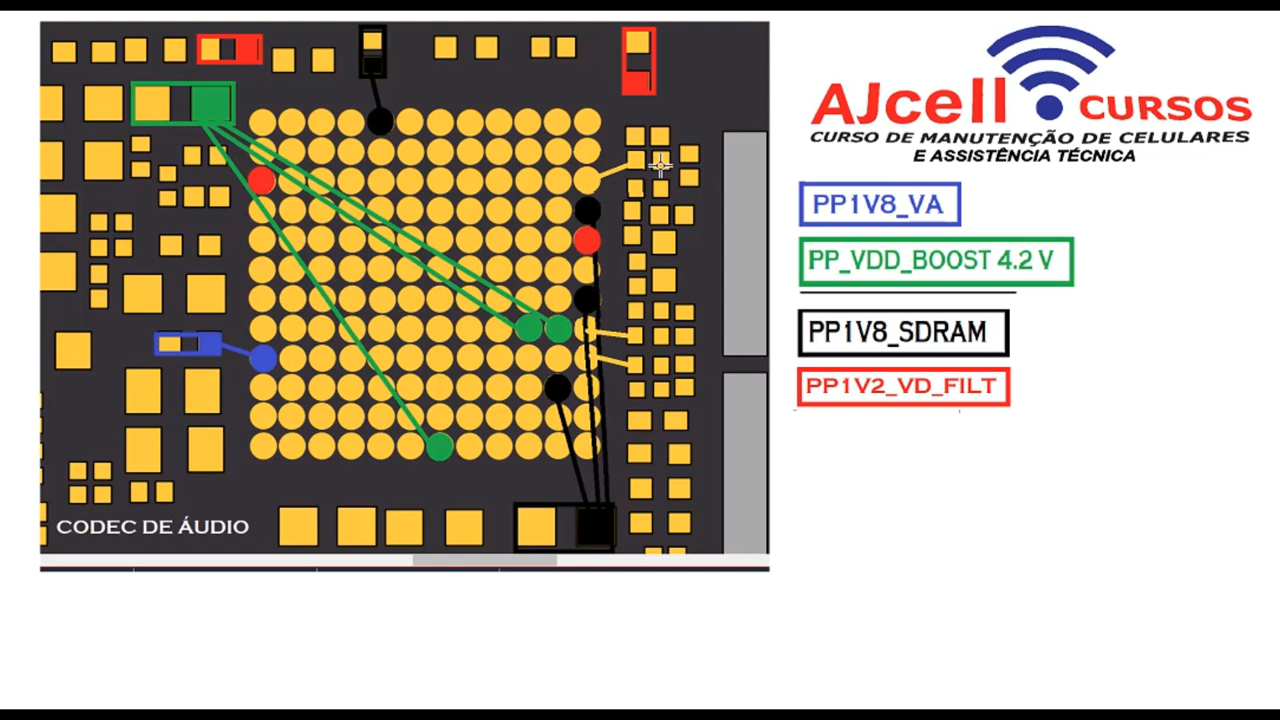 AJcell CURSOS
CURSO DE MANUTENÇÃO DE CELULARES
E ASSISTÊNCIA TÉCNICA
PP1V8_VA
PP_VDD_BOOST 4.2 V
PP1V8_SDRAM
PP1V2_VD_FILT
CODEC DE ÁUDIO